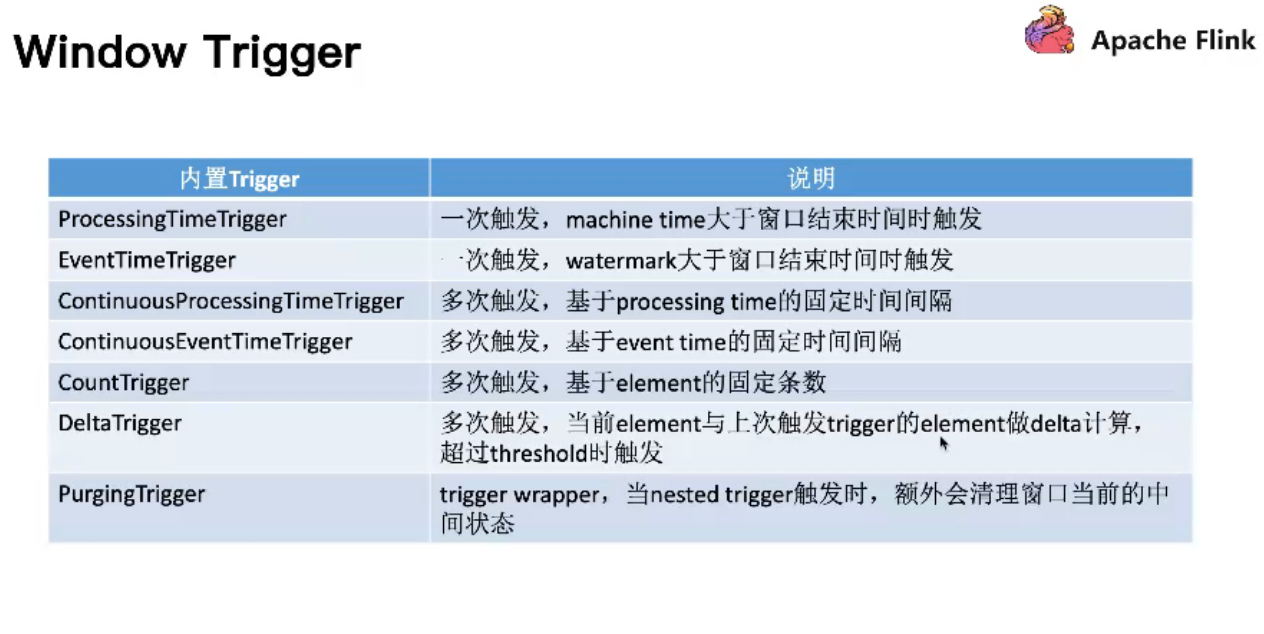 Window Trigger
Apache Flink
内置Trigger 说明
ProcessingTimeTrigger 一次触发，machine time大于窗口结束时间时触发
EventTimeTrigger 一次触发，watermark大于窗口结束时间时触发
ContinuousProcessingTimeTrigger 多次触发，基于processing time的固定时间间隔
ContinuousEventTimeTrigger 多次触发，基于event time的固定时间间隔
CountTrigger 多次触发，基于element的固定条数
DeltaTrigger 多次触发，当前element与上次触发trigger的element做delta计算，
超过threshold时触发
PurgingTrigger trigger wrapper，当nested trigger触发时，额外会清理窗口当前的中
间状态